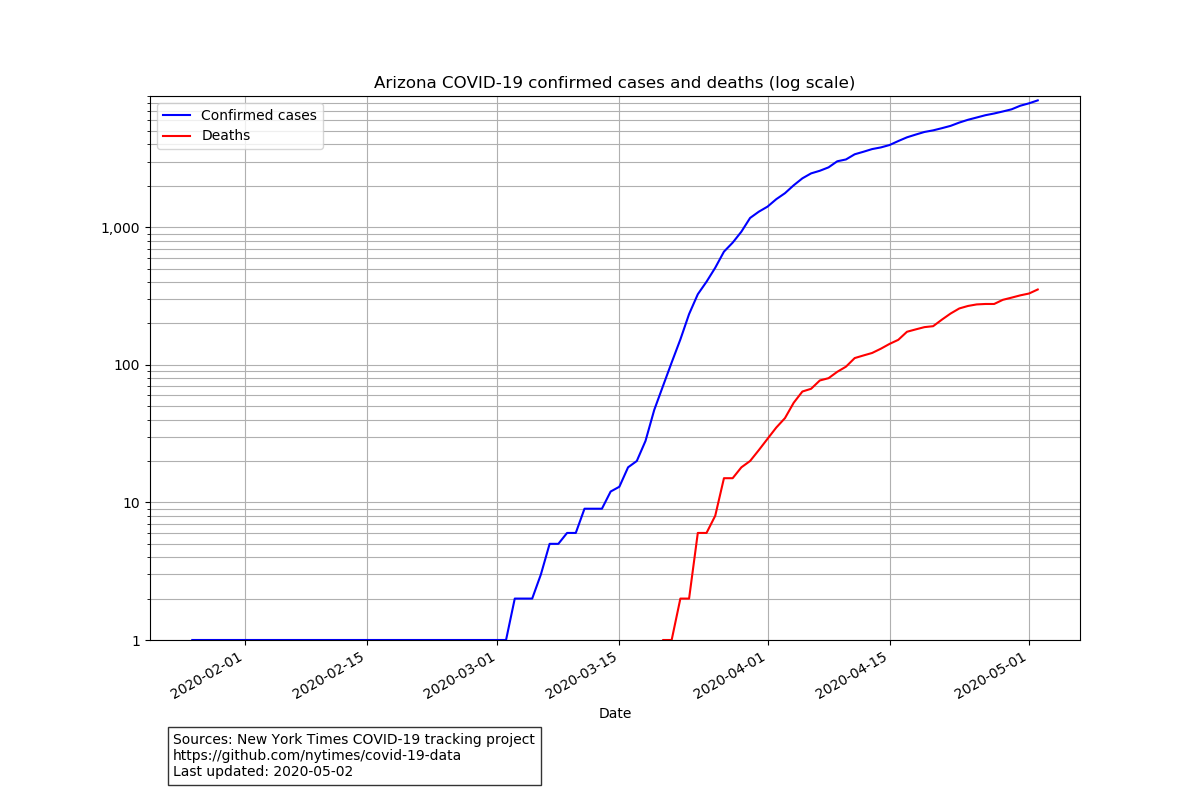 Arizona COVID-19 confirmed cases and deaths (log scale)
Confirmed cases
Deaths
1,000
100
10
1
2020-02-01
2020-02-15
2020-03-01
2020-03-15
2020-04-01
2020-04-15
2020-05-01
Date
Sources: New York Times COVID-19 tracking project
https://github.com/nytimes/covid-19-data
Last updated: 2020-05-02